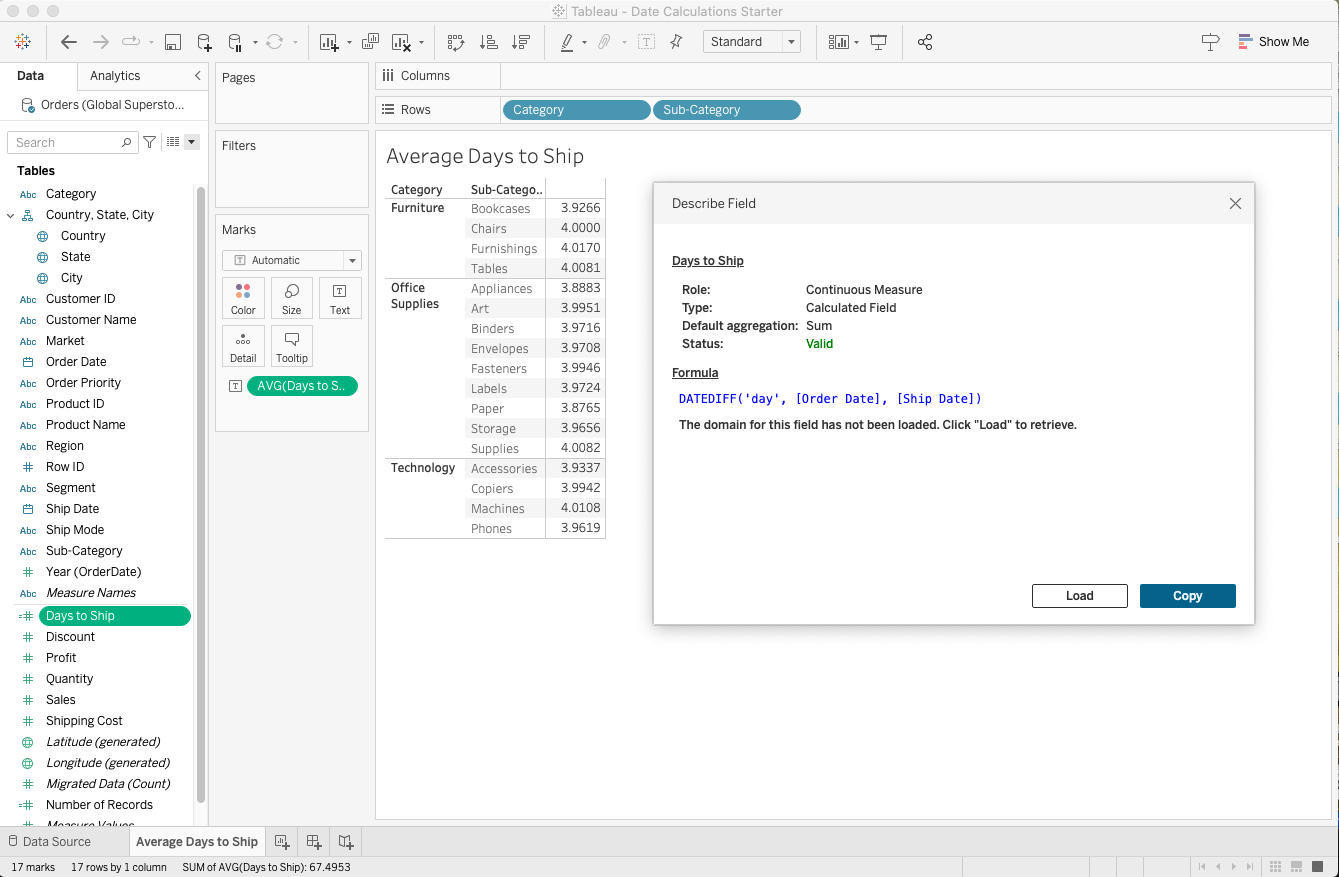 Tableau - Date Calculations Starter
Standard
Show Me
Data
Analytics
Orders (Global Supersto...
Search
Tables
Abc Category
Country, State, City
Country
State
City
Abc Customer ID
Abc Customer Name
Abc Market
Order Date
Abc Order Priority
Abc Product ID
Abc Product Name
Abc Region
# Row ID
Abc Segment
Ship Date
Abc Ship Mode
Abc Sub-Category
# Year (OrderDate)
Abc Measure Names
=# Days to Ship
# Discount
# Profit
# Quantity
# Sales
# Shipping Cost
Latitude (generated)
Longitude (generated)
# Migrated Data (Count)
=# Number of Records
# Measure Values
Pages
Filters
Marks
T Automatic
Color
Size
T Text
Detail
Tooltip
T AVG(Days to S..
Columns
Rows
Category
Sub-Category
Average Days to Ship
Category Sub-Catego..
Furniture Bookcases 3.9266
Chairs 4.0000
Furnishings 4.0170
Tables 4.0081
Office Appliances 3.8883
Supplies
Art 3.9951
Binders 3.9716
Envelopes 3.9708
Fasteners 3.9946
Labels 3.9724
Paper 3.8765
Storage 3.9656
Supplies 4.0082
Technology Accessories 3.9337
Copiers 3.9942
Machines 4.0108
Phones 3.9619
Describe Field
Days to Ship
Role: Continuous Measure
Type: Calculated Field
Default aggregation: Sum
Status: Valid
Formula
DATEDIFF('day', [Order Date], [Ship Date])
The domain for this field has not been loaded. Click "Load" to retrieve.
Load
Copy
Data Source
Average Days to Ship
17 marks 17 rows by 1 column SUM of AVG(Days to Ship): 67.4953